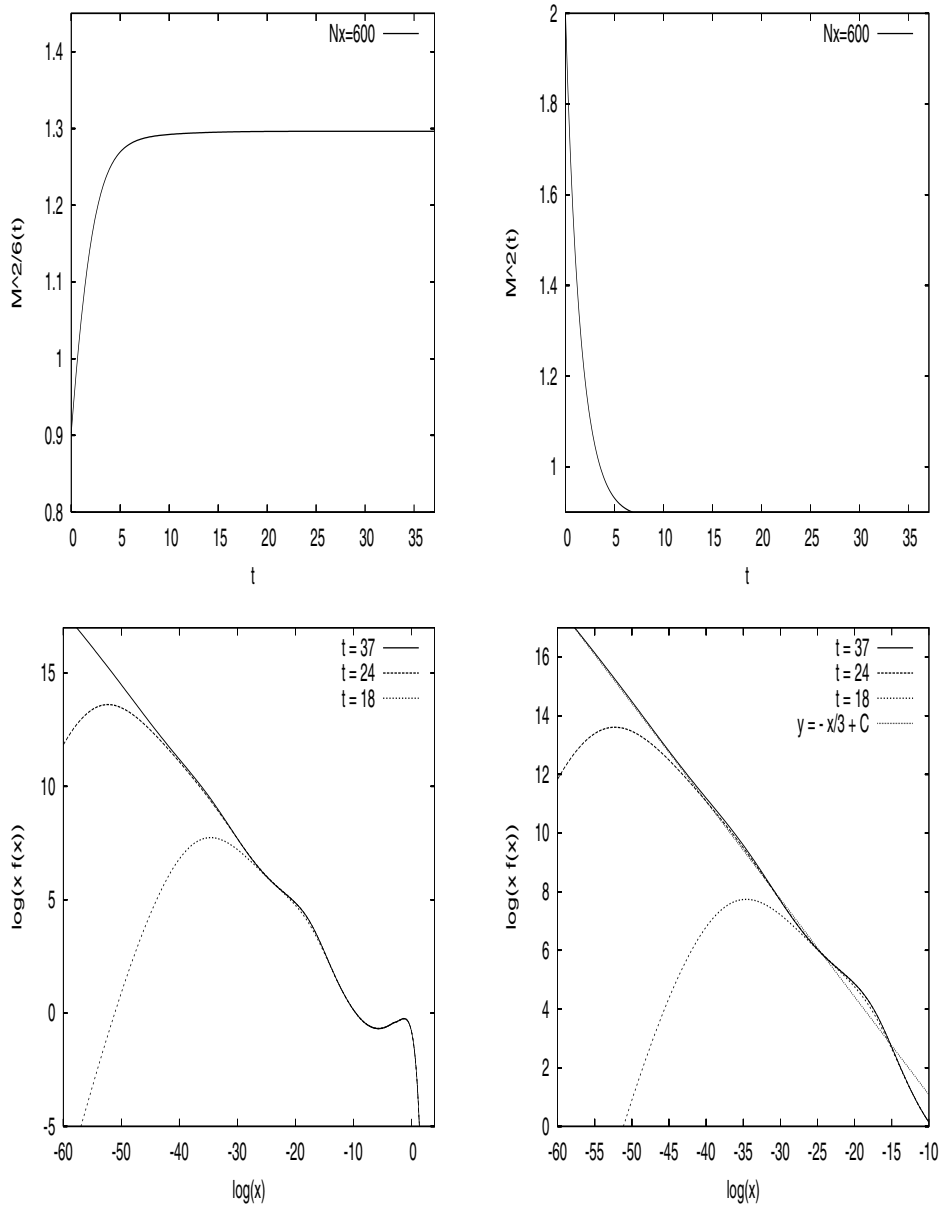 Nx=600
1.4
1.3
1.2
1.1
1
0.9
0.8
M^2/6(t)
0 5 10 15 20 25 30 35
t
Nx=600
2
1.8
1.6
1.4
1.2
1
M^2(t)
0 5 10 15 20 25 30 35
t
t = 37
t = 24
t = 18
15
10
5
0
-5
log(x f(x))
-60 -50 -40 -30 -20 -10 0
log(x)
t = 37
t = 24
t = 18
y = - x/3 + C
16
14
12
10
8
6
4
2
0
log(x f(x))
-60 -55 -50 -45 -40 -35 -30 -25 -20 -15 -10
log(x)